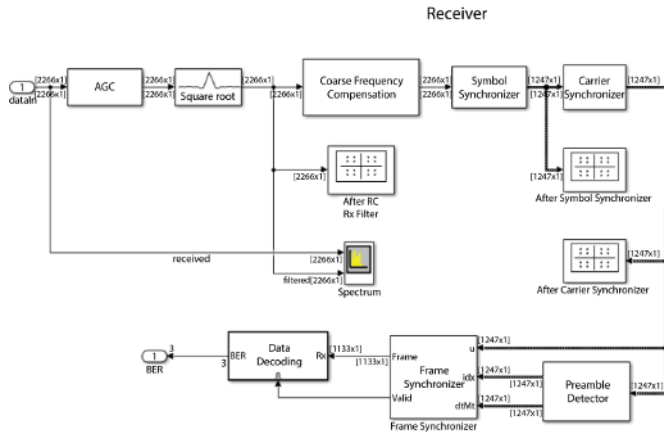 Receiver
[2266x1]
[2266x1]
[2266x1]
[2266x1]
[1247x1]
[1247x1]
1
AGC
Square root
Coarse Frequency
Compensation
Symbol
Synchronizer
Carrier
Synchronizer
dataIn
[2266x1]
[2266x1]
[2266x1]
[2266x1]
[1247x1]
[2266x1]
After RC
Rx Filter
[1247x1]
After Symbol Synchronizer
received
[2266x1]
filtered[2266x1]
Spectrum
[1247x1]
After Carrier Synchronizer
3
1
BER
3
BER
Data
Decoding
Rx
[1133x1]
[1133x1]
Frame
Frame
Synchronizer
Valid
u
idx
dtMt
Frame Synchronizer
[1247x1]
[1247x1]
[1247x1]
[1247x1]
[1247x1]
Preamble
Detector
[1247x1]